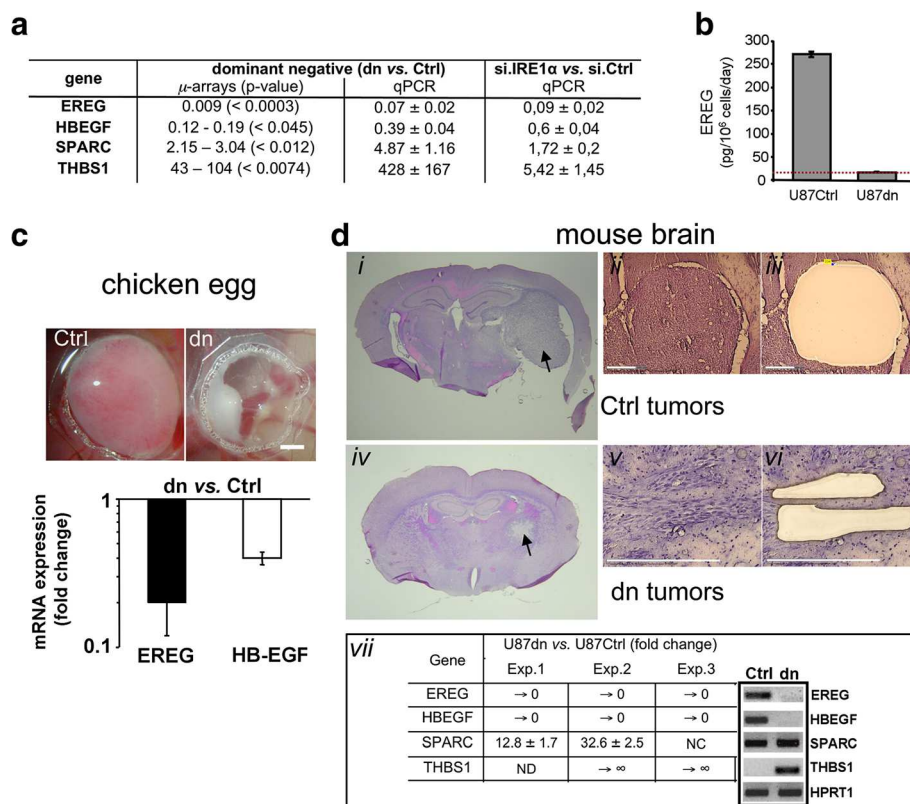 a
gene dominant negative (dn vs. Ctrl) si.IRE1α vs. si.Ctrl
μ-arrays (p-value) qPCR qPCR
EREG 0.009 (< 0.0003) 0.07 ± 0.02 0,09 ± 0,02
HBEGF 0.12 - 0.19 (< 0.045) 0.39 ± 0.04 0,6 ± 0,04
SPARC 2.15 – 3.04 (< 0.012) 4.87 ± 1.16 1,72 ± 0,2
THBS1 43 – 104 (< 0.0074) 428 ± 167 5,42 ± 1,45
b
EREG
(pg/10⁶ cells/day)
300
250
200
150
100
50
0
U87Ctrl U87dn
c
chicken egg
Ctrl dn
dn vs. Ctrl
mRNA expression
(fold change)
1
0.1
EREG HB-EGF
d
mouse brain
i ii iii
Ctrl tumors
iv v vi
dn tumors
vii
Gene U87dn vs. U87Ctrl (fold change)
Exp.1 Exp.2 Exp.3
EREG → 0 → 0 → 0
HBEGF → 0 → 0 → 0
SPARC 12.8 ± 1.7 32.6 ± 2.5 NC
THBS1 ND → ∞ → ∞
Ctrl dn
EREG
HBEGF
SPARC
THBS1
HPRT1